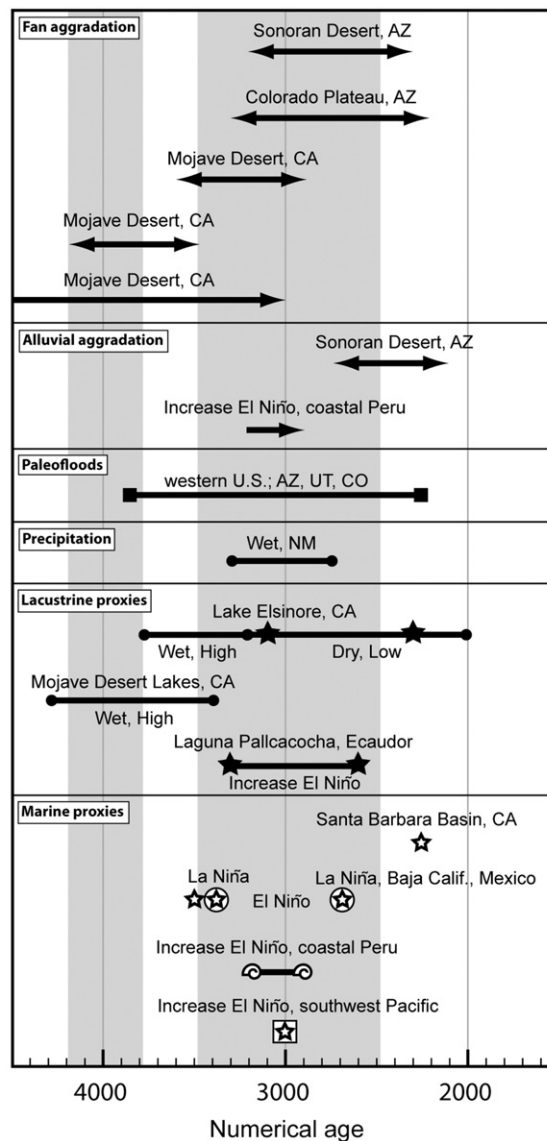 Fan aggradation
Sonoran Desert, AZ
Colorado Plateau, AZ
Mojave Desert, CA
Mojave Desert, CA
Mojave Desert, CA
Alluvial aggradation
Sonoran Desert, AZ
Increase El Niño, coastal Peru
Paleofloods
western U.S.; AZ, UT, CO
Precipitation
Wet, NM
Lacustrine proxies
Lake Elsinore, CA
Wet, High
Dry, Low
Mojave Desert Lakes, CA
Wet, High
Laguna Pallcacocha, Ecaudor
Increase El Niño
Marine proxies
Santa Barbara Basin, CA
La Niña
El Niño
La Niña, Baja Calif., Mexico
Increase El Niño, coastal Peru
Increase El Niño, southwest Pacific
4000 3000 2000
Numerical age